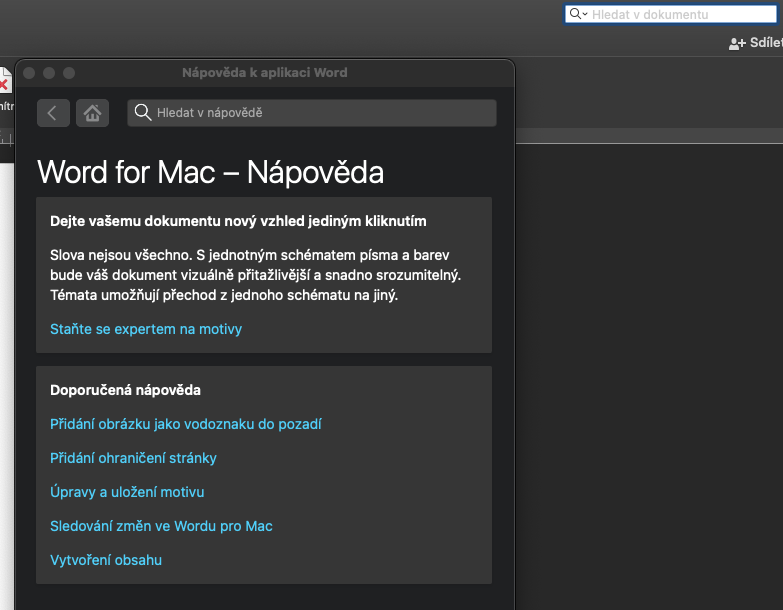 Hledat v dokumentu
Nápověda k aplikaci Word
Hledat v nápovědě
Word for Mac – Nápověda
Dejte vašemu dokumentu nový vzhled jediným kliknutím
Slova nejsou všechno. S jednotným schématem písma a barev
bude váš dokument vizuálně přitažlivější a snadno srozumitelný.
Témata umožňují přechod z jednoho schématu na jiný.
Staňte se expertem na motivy
Doporučená nápověda
Přidání obrázku jako vodoznaku do pozadí
Přidání ohraničení stránky
Úpravy a uložení motivu
Sledování změn ve Wordu pro Mac
Vytvoření obsahu